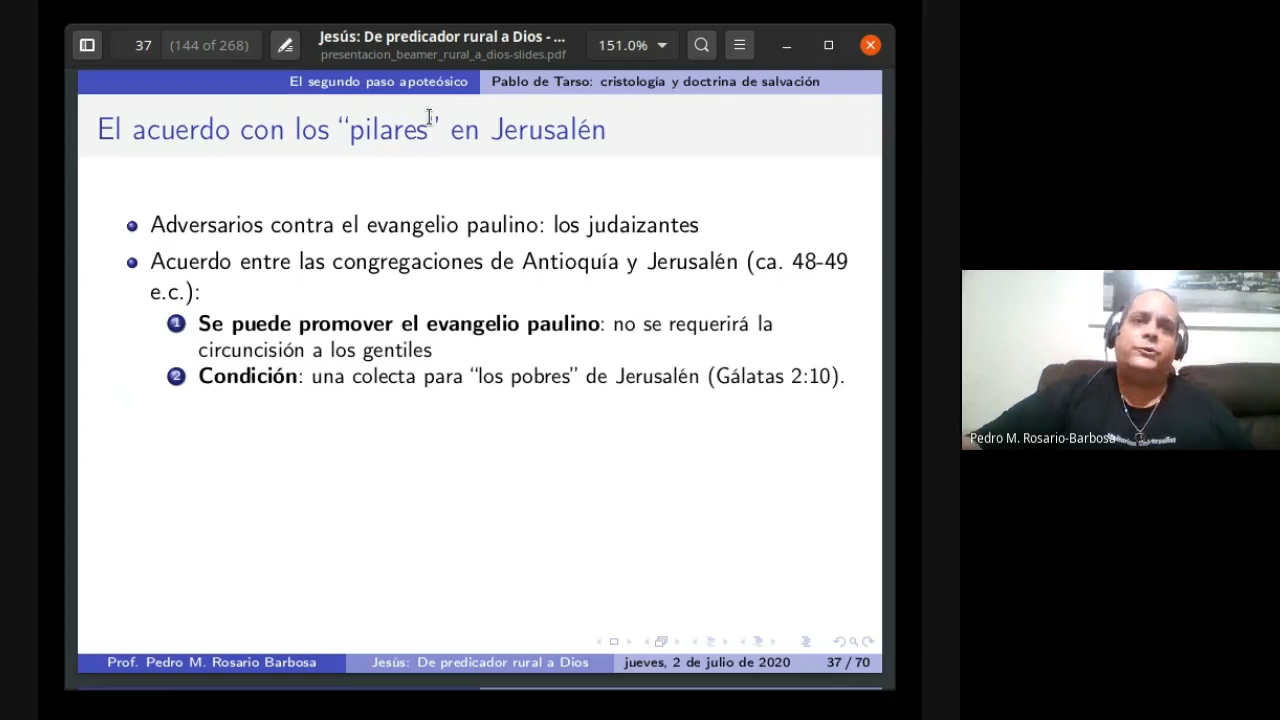 37 (144 of 268) Jesús: De predicador rural a Dios - ... 151.0%
presentacion_beamer_rural_a_dios-slides.pdf
El segundo paso apoteósico Pablo de Tarso: cristología y doctrina de salvación
El acuerdo con los “pilares” en Jerusalén
Adversarios contra el evangelio paulino: los judaizantes
Acuerdo entre las congregaciones de Antioquía y Jerusalén (ca. 48-49
e.c.):
1 Se puede promover el evangelio paulino: no se requerirá la
circuncisión a los gentiles
2 Condición: una colecta para “los pobres” de Jerusalén (Gálatas 2:10).
Prof. Pedro M. Rosario Barbosa Jesús: De predicador rural a Dios jueves, 2 de julio de 2020 37 / 70
Pedro M. Rosario-Barbosa